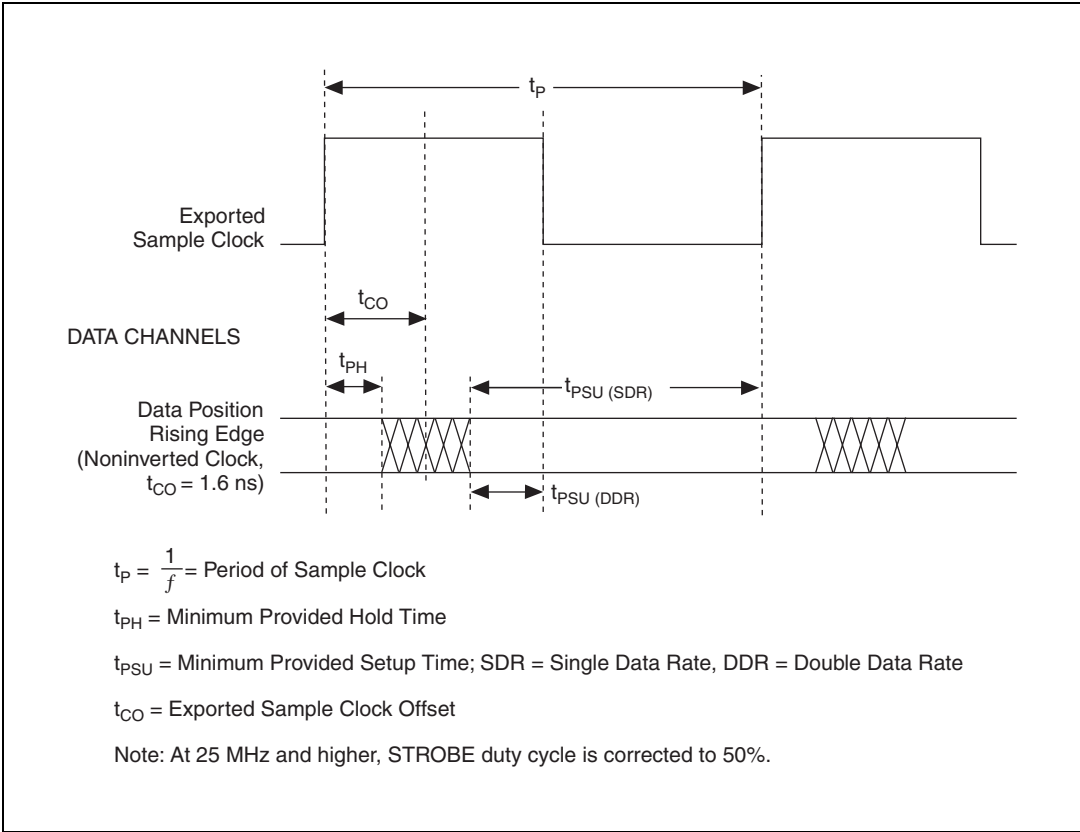 tP
Exported
Sample Clock
tCO
DATA CHANNELS
tPH
tPSU (SDR)
Data Position
Rising Edge
(Noninverted Clock,
tCO = 1.6 ns)
tPSU (DDR)
tP = 1/f = Period of Sample Clock
tPH = Minimum Provided Hold Time
tPSU = Minimum Provided Setup Time; SDR = Single Data Rate, DDR = Double Data Rate
tCO = Exported Sample Clock Offset
Note: At 25 MHz and higher, STROBE duty cycle is corrected to 50%.